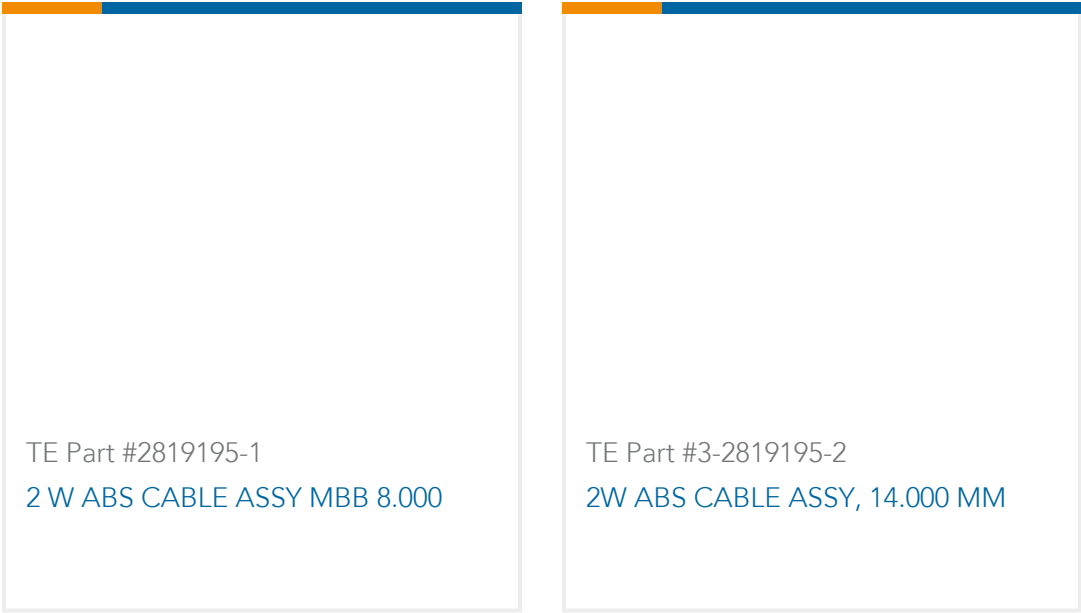 TE Part #2819195-1
2 W ABS CABLE ASSY MBB 8.000
TE Part #3-2819195-2
2W ABS CABLE ASSY, 14.000 MM